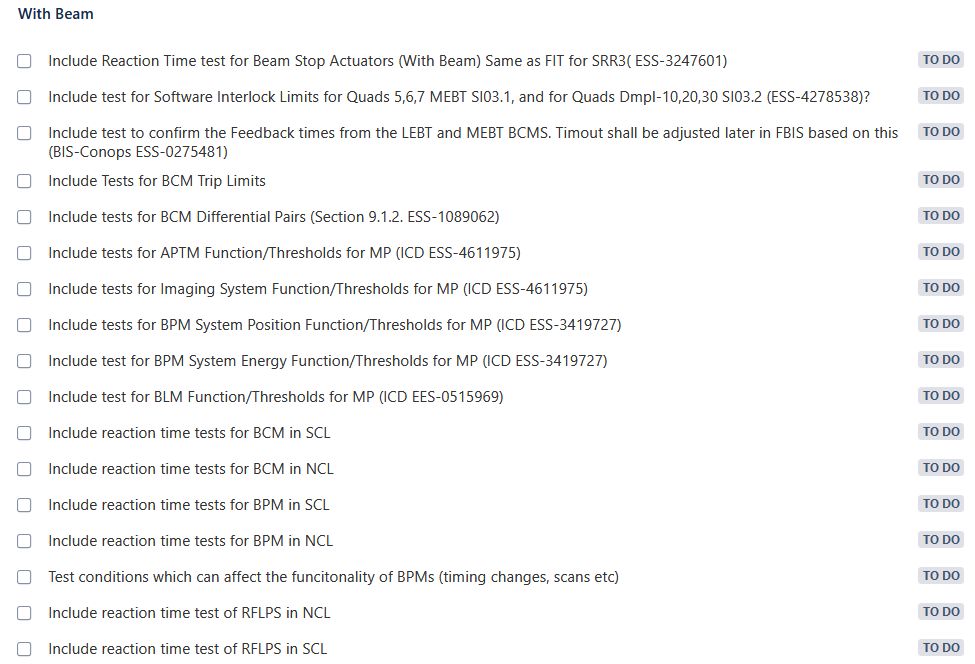 With Beam
Include Reaction Time test for Beam Stop Actuators (With Beam) Same as FIT for SRR3( ESS-3247601)
TO DO
Include test for Software Interlock Limits for Quads 5,6,7 MEBT SI03.1, and for Quads Dmpl-10,20,30 SI03.2 (ESS-4278538)?
TO DO
Include test to confirm the Feedback times from the LEBT and MEBT BCMS. Timout shall be adjusted later in FBIS based on this
(BIS-Conops ESS-0275481)
TO DO
Include Tests for BCM Trip Limits
TO DO
Include tests for BCM Differential Pairs (Section 9.1.2. ESS-1089062)
TO DO
Include tests for APTM Function/Thresholds for MP (ICD ESS-4611975)
TO DO
Include tests for Imaging System Function/Thresholds for MP (ICD ESS-4611975)
TO DO
Include tests for BPM System Position Function/Thresholds for MP (ICD ESS-3419727)
TO DO
Include test for BPM System Energy Function/Thresholds for MP (ICD ESS-3419727)
TO DO
Include test for BLM Function/Thresholds for MP (ICD EES-0515969)
TO DO
Include reaction time tests for BCM in SCL
TO DO
Include reaction time tests for BCM in NCL
TO DO
Include reaction time tests for BPM in SCL
TO DO
Include reaction time tests for BPM in NCL
TO DO
Test conditions which can affect the funcitonality of BPMs (timing changes, scans etc)
TO DO
Include reaction time test of RFLPS in NCL
TO DO
Include reaction time test of RFLPS in SCL
TO DO